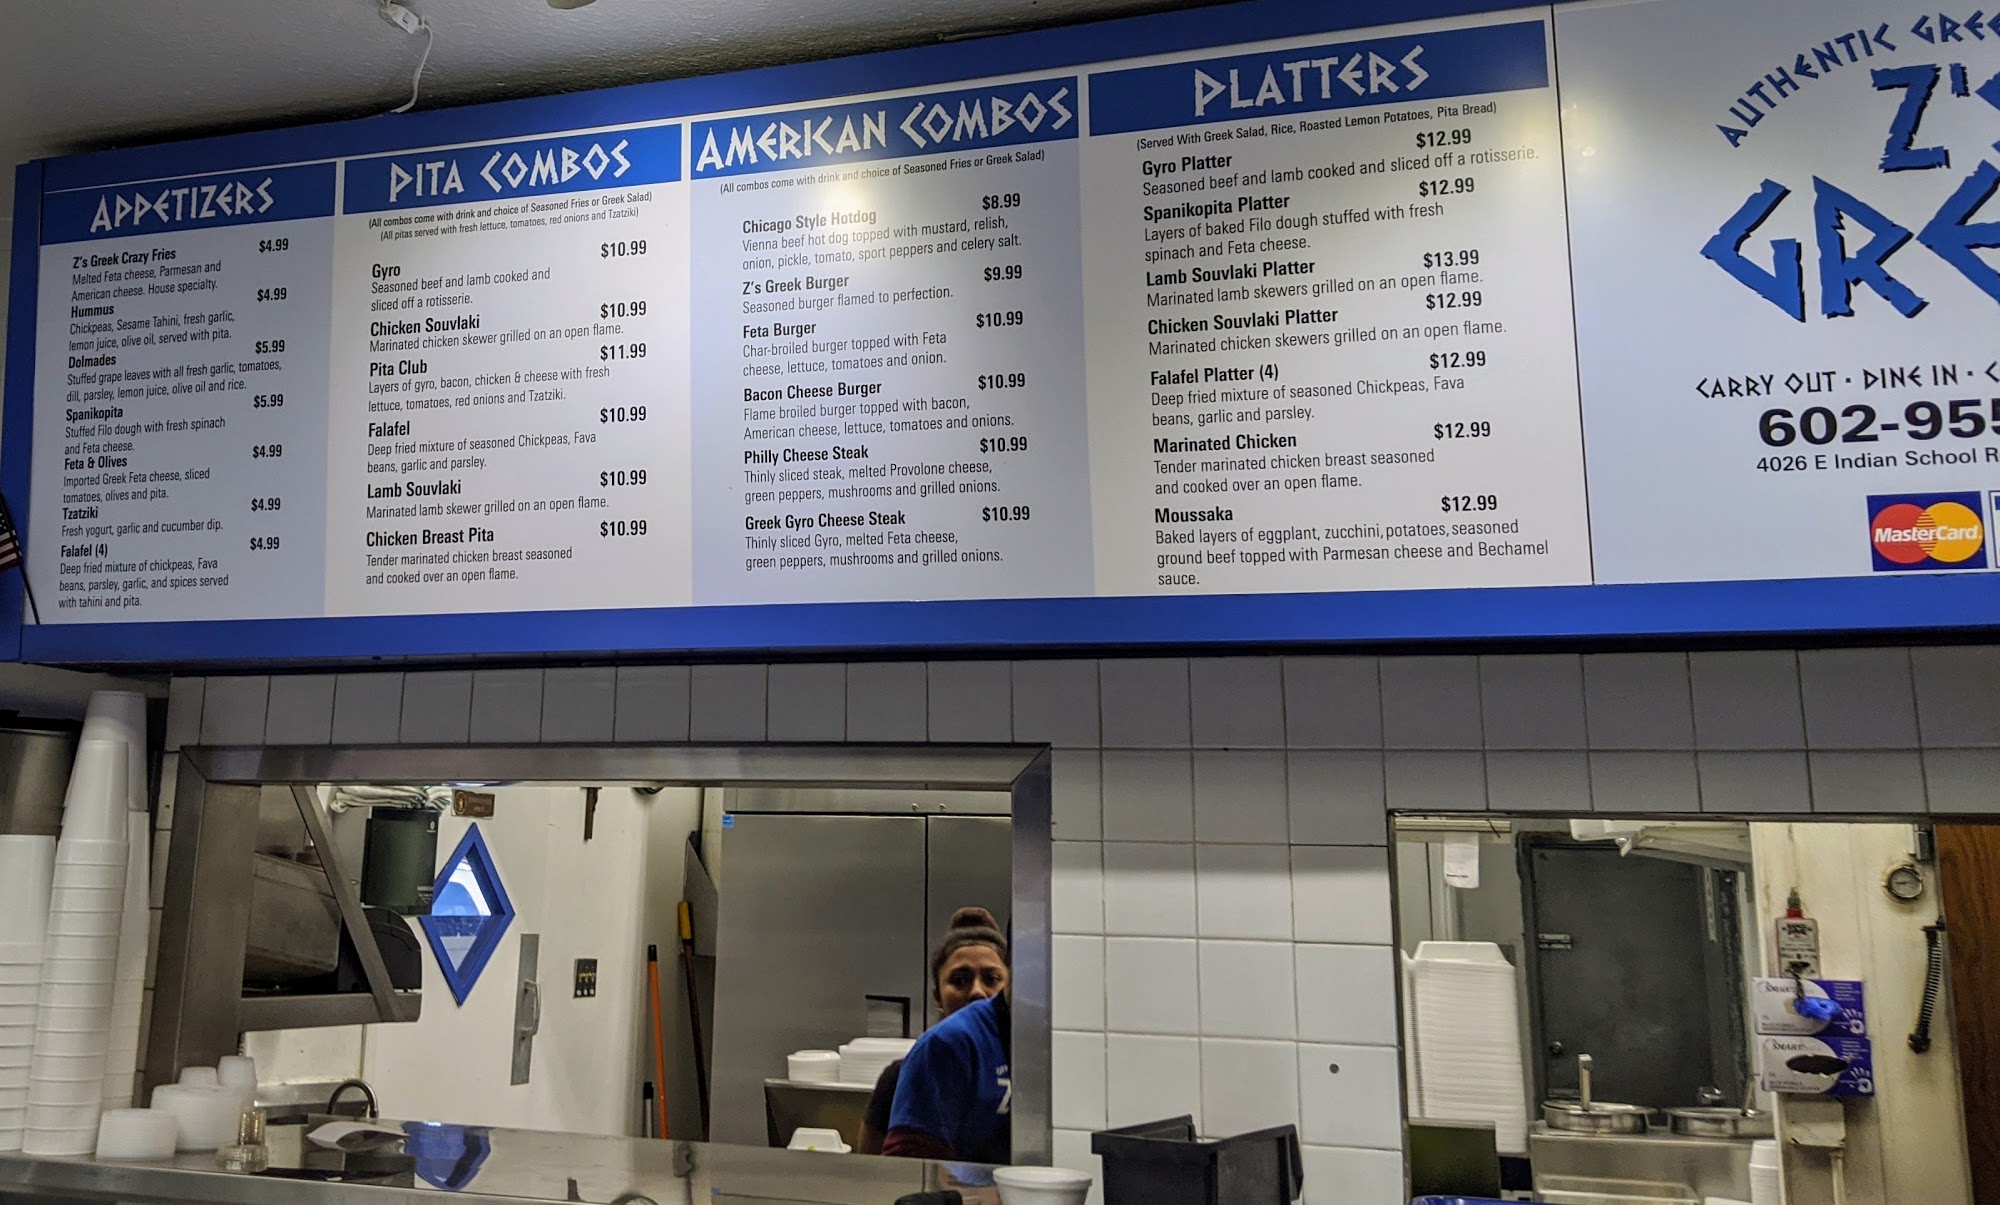 APPETIZERS
Z's Greek Crazy Fries $4.99
Melted Feta cheese, Parmesan and
American cheese. House specialty.
Hummus $4.99
Chickpeas, Sesame Tahini, fresh garlic,
lemon juice, olive oil, served with pita.
Dolmades $5.99
Stuffed grape leaves with all fresh garlic, tomatoes,
dill, parsley, lemon juice, olive oil and rice.
Spanikopita $5.99
Stuffed Filo dough with fresh spinach
and Feta cheese.
Feta & Olives $4.99
Imported Greek Feta cheese, sliced
tomatoes, olives and pita.
Tzatziki $4.99
Fresh yogurt, garlic and cucumber dip.
Falafel (4) $4.99
Deep fried mixture of chickpeas, Fava
beans, parsley, garlic, and spices served
with tahini and pita.
PITA COMBOS
(All combos come with drink and choice of Seasoned Fries or Greek Salad)
(All pitas served with fresh lettuce, tomatoes, red onions and Tzatziki)
Gyro $10.99
Seasoned beef and lamb cooked and
sliced off a rotisserie.
Chicken Souvlaki $10.99
Marinated chicken skewer grilled on an open flame.
Pita Club $11.99
Layers of gyro, bacon, chicken & cheese with fresh
lettuce, tomatoes, red onions and Tzatziki.
Falafel $10.99
Deep fried mixture of seasoned Chickpeas, Fava
beans, garlic and parsley.
Lamb Souvlaki $10.99
Marinated lamb skewer grilled on an open flame.
Chicken Breast Pita $10.99
Tender marinated chicken breast seasoned
and cooked over an open flame.
AMERICAN COMBOS
(All combos come with drink and choice of Seasoned Fries or Greek Salad)
Chicago Style Hotdog $8.99
Vienna beef hot dog topped with mustard, relish,
onion, pickle, tomato, sport peppers and celery salt.
Z's Greek Burger $9.99
Seasoned burger flamed to perfection.
Feta Burger $10.99
Char-broiled burger topped with Feta
cheese, lettuce, tomatoes and onion.
Bacon Cheese Burger $10.99
Flame broiled burger topped with bacon,
American cheese, lettuce, tomatoes and onions.
Philly Cheese Steak $10.99
Thinly sliced steak, melted Provolone cheese,
green peppers, mushrooms and grilled onions.
Greek Gyro Cheese Steak $10.99
Thinly sliced Gyro, melted Feta cheese,
green peppers, mushrooms and grilled onions.
PLATTERS
(Served With Greek Salad, Rice, Roasted Lemon Potatoes, Pita Bread)
Gyro Platter $12.99
Seasoned beef and lamb cooked and sliced off a rotisserie.
Spanikopita Platter $12.99
Layers of baked Filo dough stuffed with fresh
spinach and Feta cheese.
Lamb Souvlaki Platter $13.99
Marinated lamb skewers grilled on an open flame.
Chicken Souvlaki Platter $12.99
Marinated chicken skewers grilled on an open flame.
Falafel Platter (4) $12.99
Deep fried mixture of seasoned Chickpeas, Fava
beans, garlic and parsley.
Marinated Chicken $12.99
Tender marinated chicken breast seasoned
and cooked over an open flame.
Moussaka $12.99
Baked layers of eggplant, zucchini, potatoes, seasoned
ground beef topped with Parmesan cheese and Bechamel
sauce.
AUTHENTIC GREE
Z'S
GRE
CARRY OUT · DINE IN · C
602-955
4026 E Indian School R
MasterCard
SMART